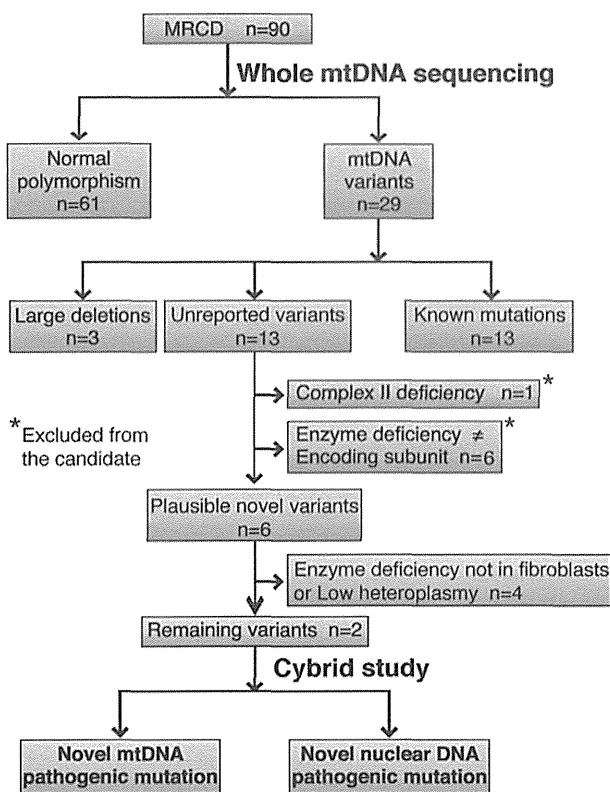 MRCD n=90
Whole mtDNA sequencing
Normal
polymorphism
n=61
mtDNA
variants
n=29
Large deletions
n=3
Unreported variants
n=13
Known mutations
n=13
Complex II deficiency n=1 *
*Excluded from
the candidate
Enzyme deficiency ≠ *
Encoding subunit n=6
Plausible novel variants
n=6
Enzyme deficiency not in fibroblasts
or Low heteroplasmy n=4
Remaining variants n=2
Cybrid study
Novel mtDNA
pathogenic mutation
Novel nuclear DNA
pathogenic mutation